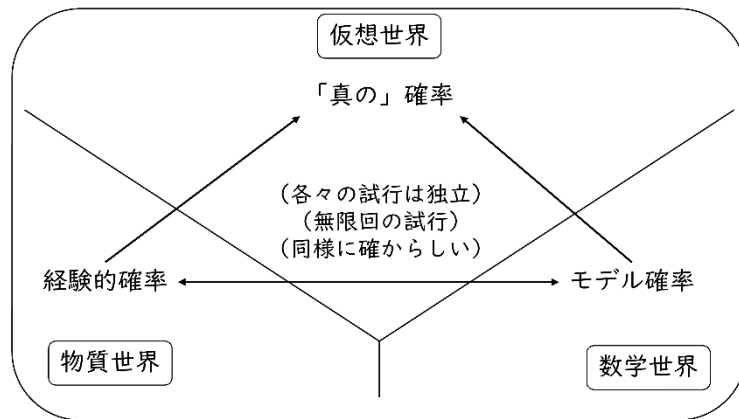 仮想世界
「真の」確率
（各々の試行は独立）
（無限回の試行）
（同様に確からしい）
経験的確率
モデル確率
物質世界
数学世界